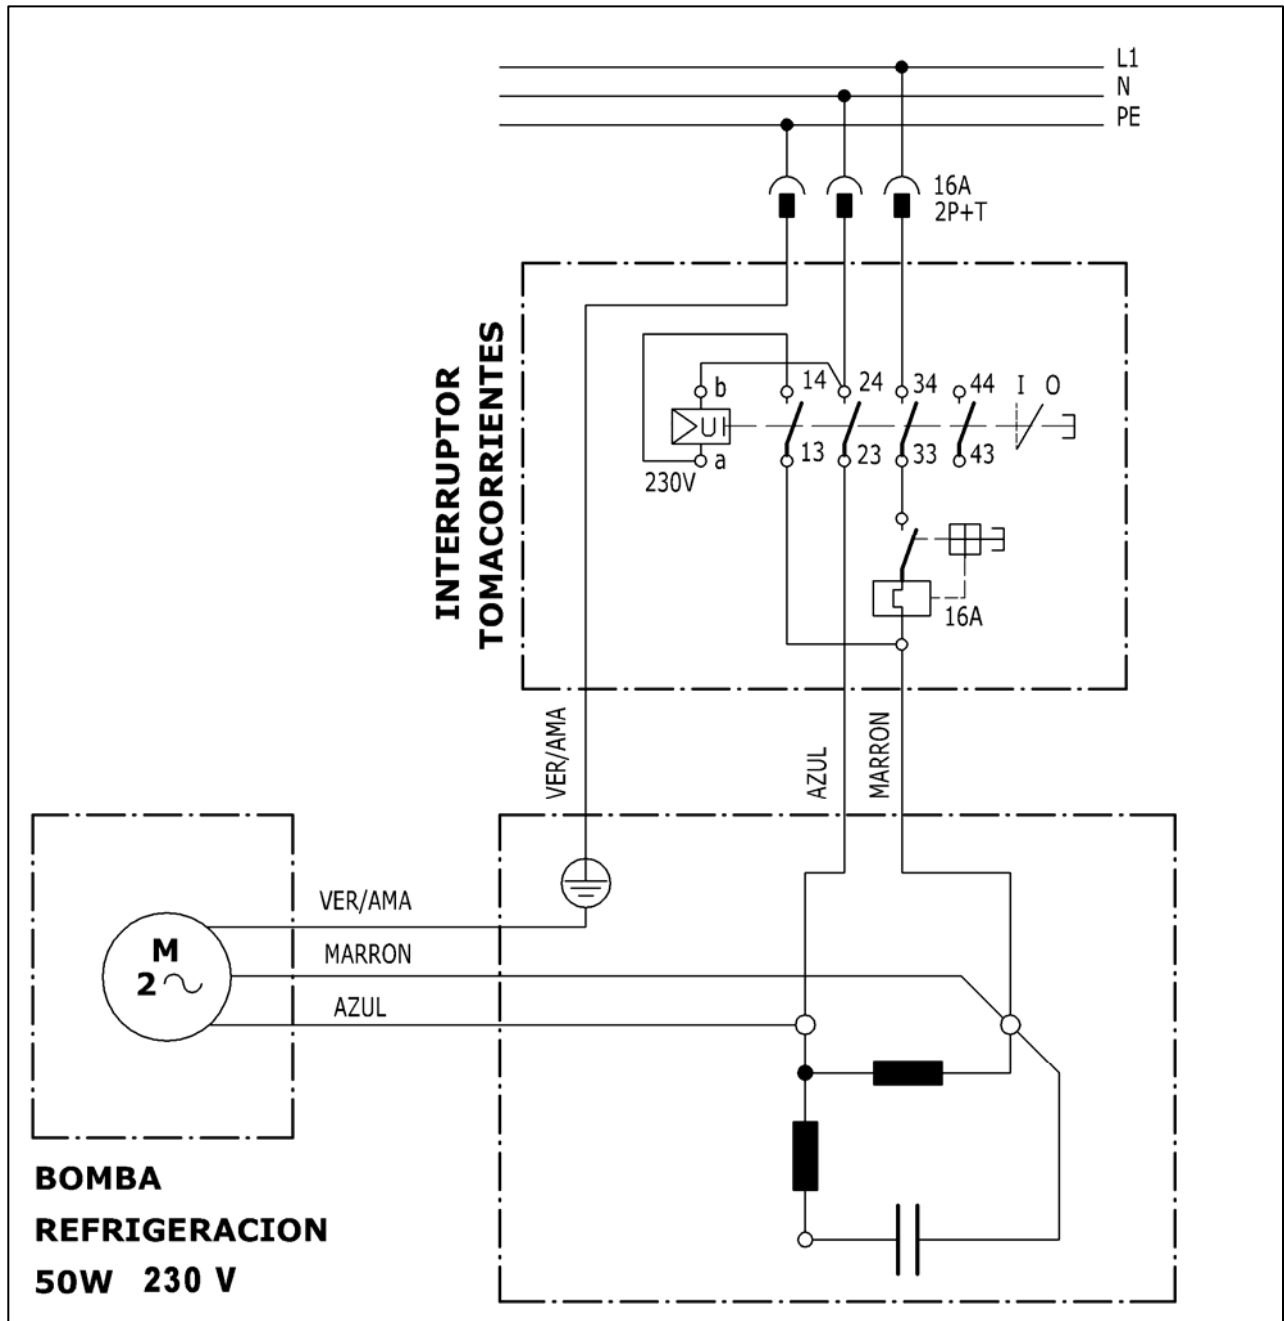 L1
N
PE
16A
2P+T
INTERRUPTOR
TOMACORRIENTES
b
14
24
34
44
I O
U
a
13
23
33
43
230V
16A
VER/AMA
AZUL
MARRON
VER/AMA
MARRON
AZUL
M
2
BOMBA
REFRIGERACION
50W 230 V